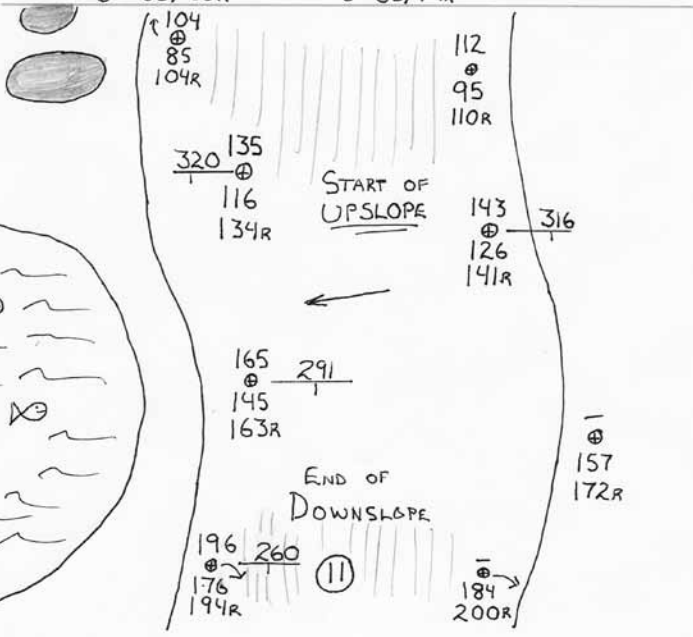 104
85
104R
112
95
110R
320 135
116
134R
START OF
UPSLOPE
143 316
126
141R
165 291
145
163R
157
172R
END OF
DOWNSLOPE
196 260
176
194R
11
184
200R